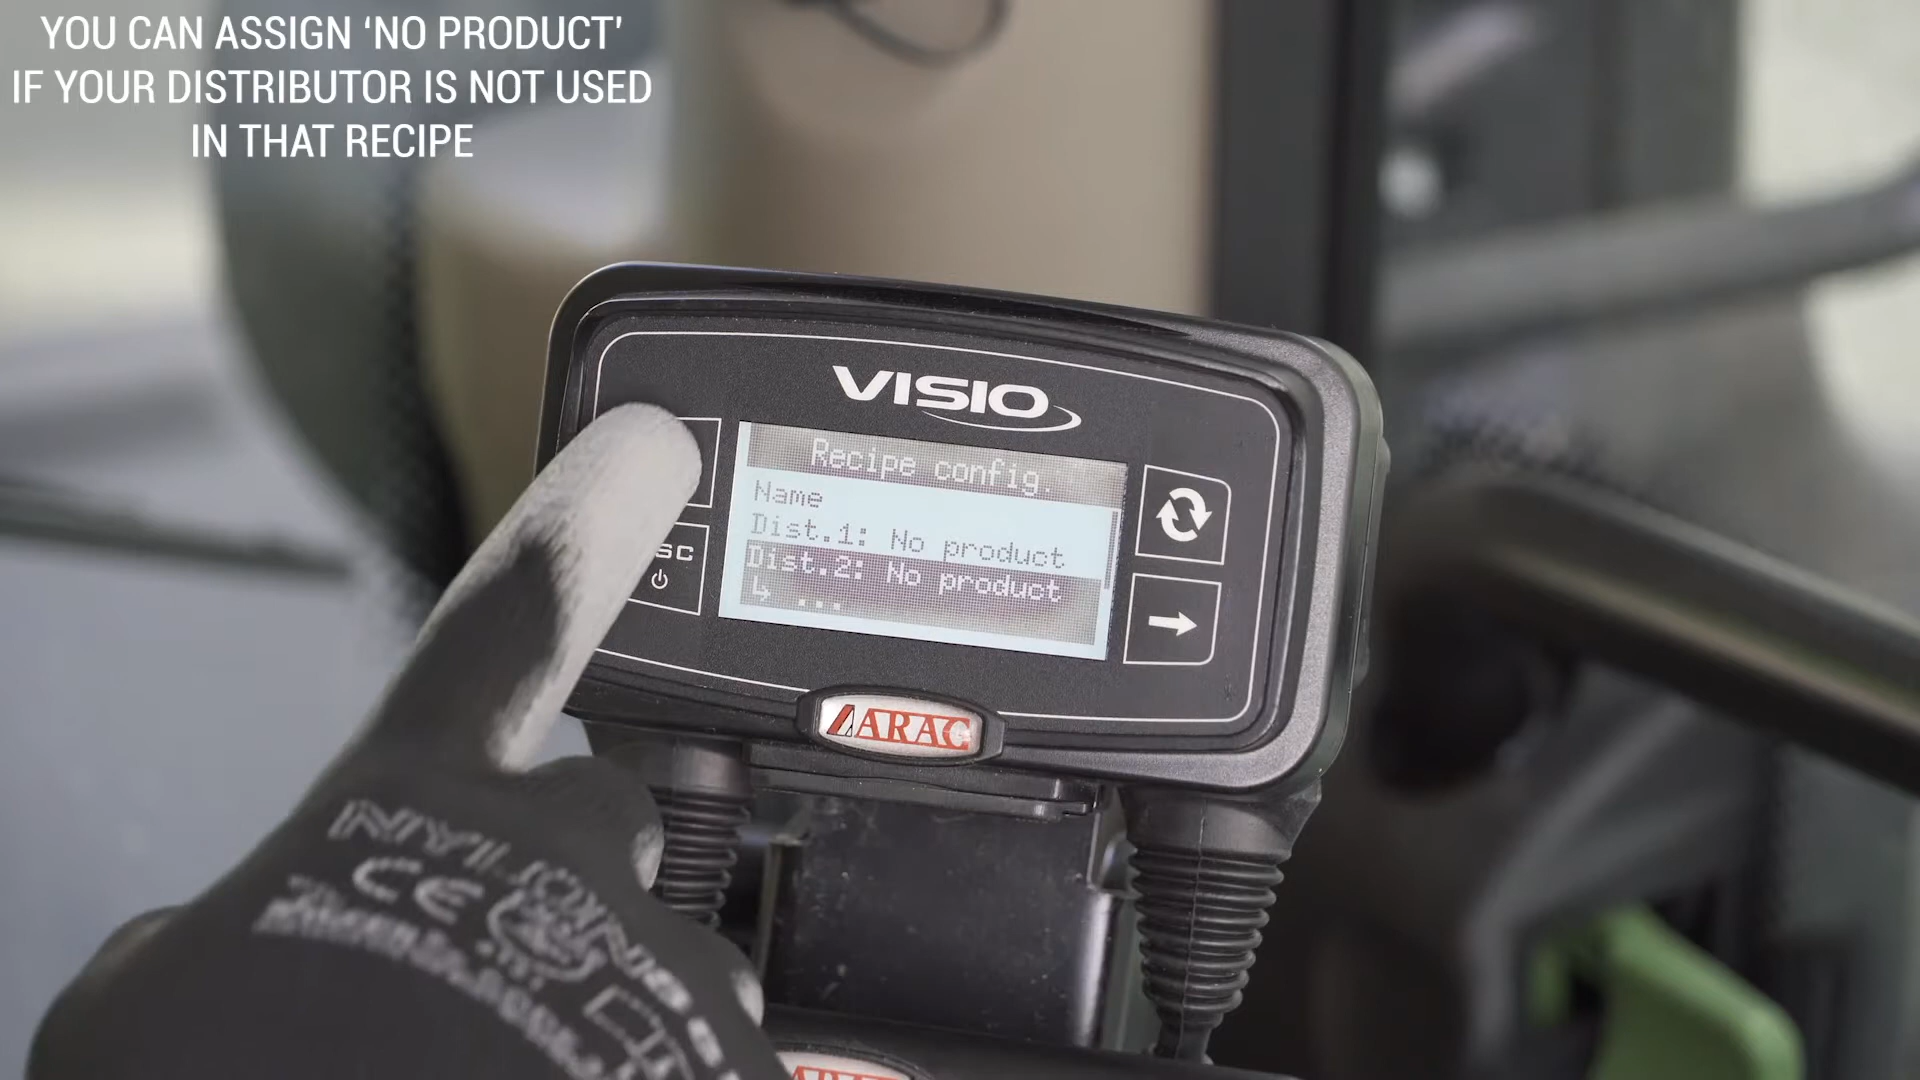 YOU CAN ASSIGN ‘NO PRODUCT’
IF YOUR DISTRIBUTOR IS NOT USED
IN THAT RECIPE
VISIO
Recipe config.
Name
Dist.1: No product
Dist.2: No product
↳ ...
SC
ARAG
CE